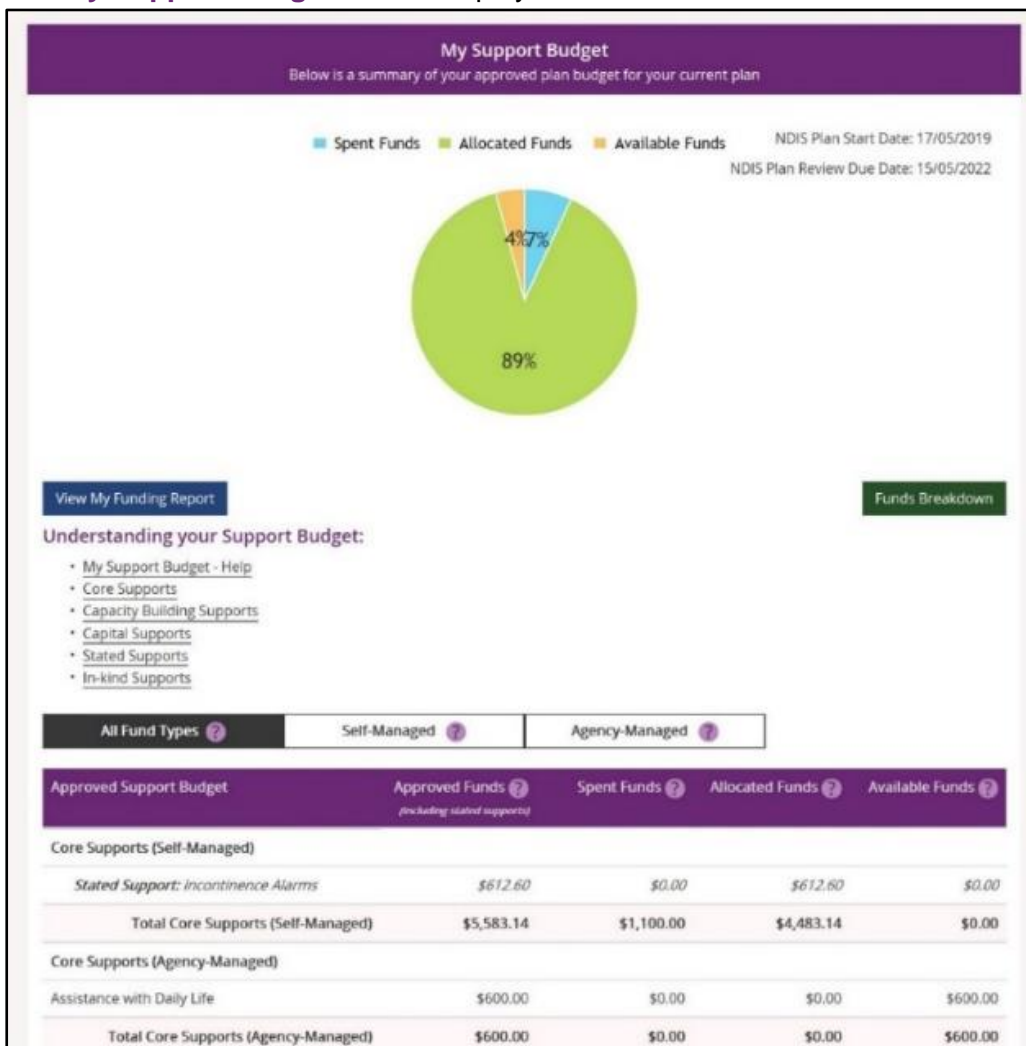 My Support Budget
Below is a summary of your approved plan budget for your current plan
Spent Funds Allocated Funds Available Funds
NDIS Plan Start Date: 17/05/2019
NDIS Plan Review Due Date: 15/05/2022
4% 7%
89%
View My Funding Report Funds Breakdown
Understanding your Support Budget:
• My Support Budget - Help
• Core Supports
• Capacity Building Supports
• Capital Supports
• Stated Supports
• In-kind Supports
All Fund Types ? Self-Managed ? Agency-Managed ?
Approved Support Budget Approved Funds ? Spent Funds ? Allocated Funds ? Available Funds ?
(including stated supports)
Core Supports (Self-Managed)
Stated Support: Incontinence Alarms $612.60 $0.00 $612.60 $0.00
Total Core Supports (Self-Managed) $5,583.14 $1,100.00 $4,483.14 $0.00
Core Supports (Agency-Managed)
Assistance with Daily Life $600.00 $0.00 $0.00 $600.00
Total Core Supports (Agency-Managed) $600.00 $0.00 $0.00 $600.00